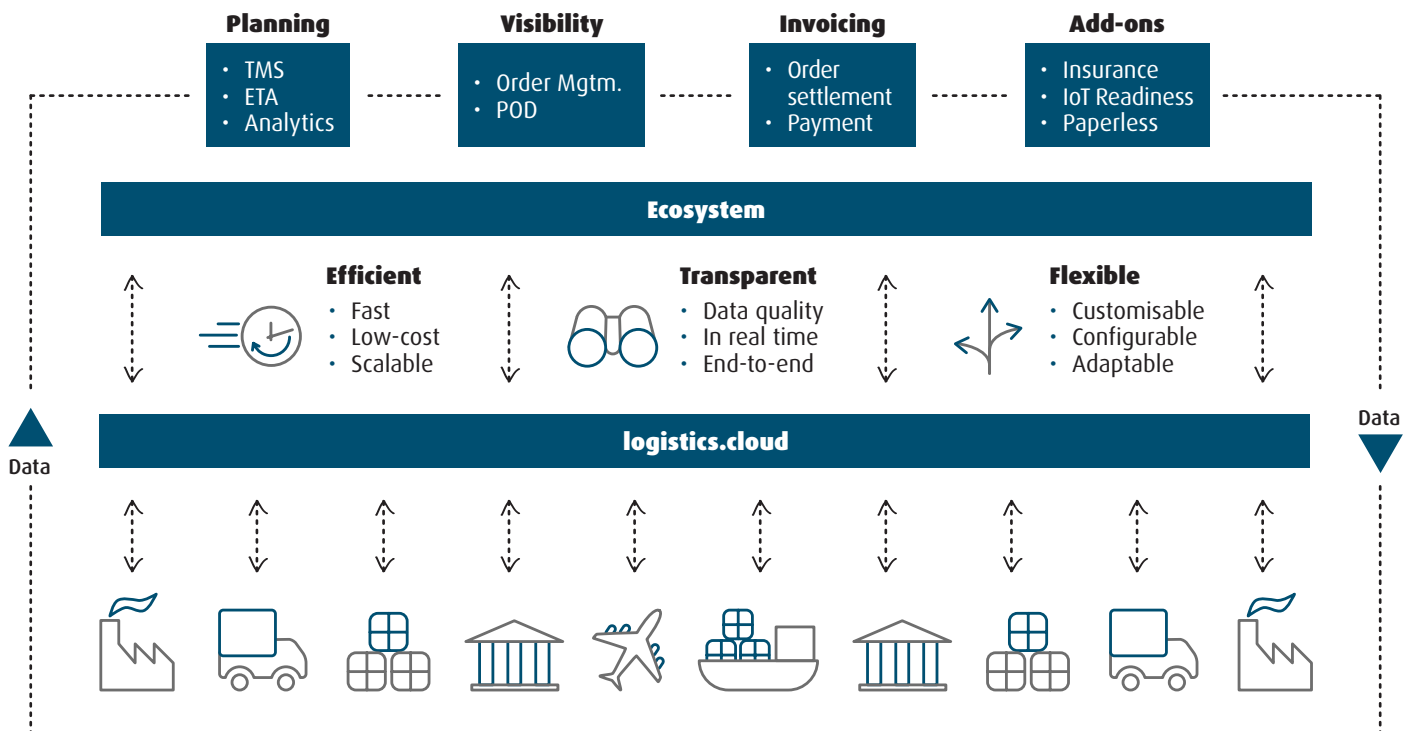 Planning
Visibility
Invoicing
Add-ons
• TMS
• ETA
• Analytics
• Order Mgtm.
• POD
• Order
settlement
• Payment
• Insurance
• IoT Readiness
• Paperless
Ecosystem
Efficient
• Fast
• Low-cost
• Scalable
Transparent
• Data quality
• In real time
• End-to-end
Flexible
• Customisable
• Configurable
• Adaptable
Data
Data
logistics.cloud